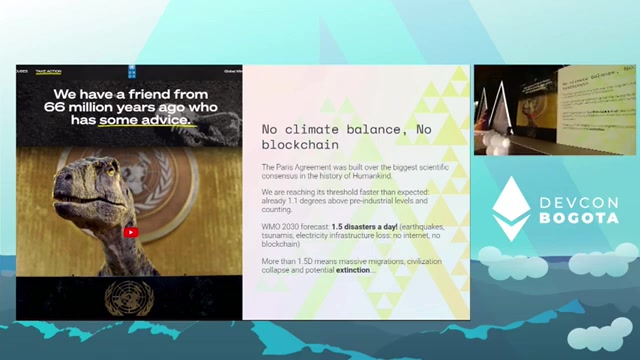 TAKE ACTION
We have a friend from
66 million years ago who
has some advice.
No climate balance, No
blockchain
The Paris Agreement was built over the biggest scientific
consensus in the history of Humankind.
We are reaching its threshold faster than expected:
already 1.1 degrees above pre-industrial levels and
counting.
WMO 2030 forecast: 1.5 disasters a day! (earthquakes,
tsunamis, electricity infrastructure loss: no internet, no
blockchain)
More than 1.5D means massive migrations, civilization
collapse and potential extinction...
DEVCON
BOGOTA